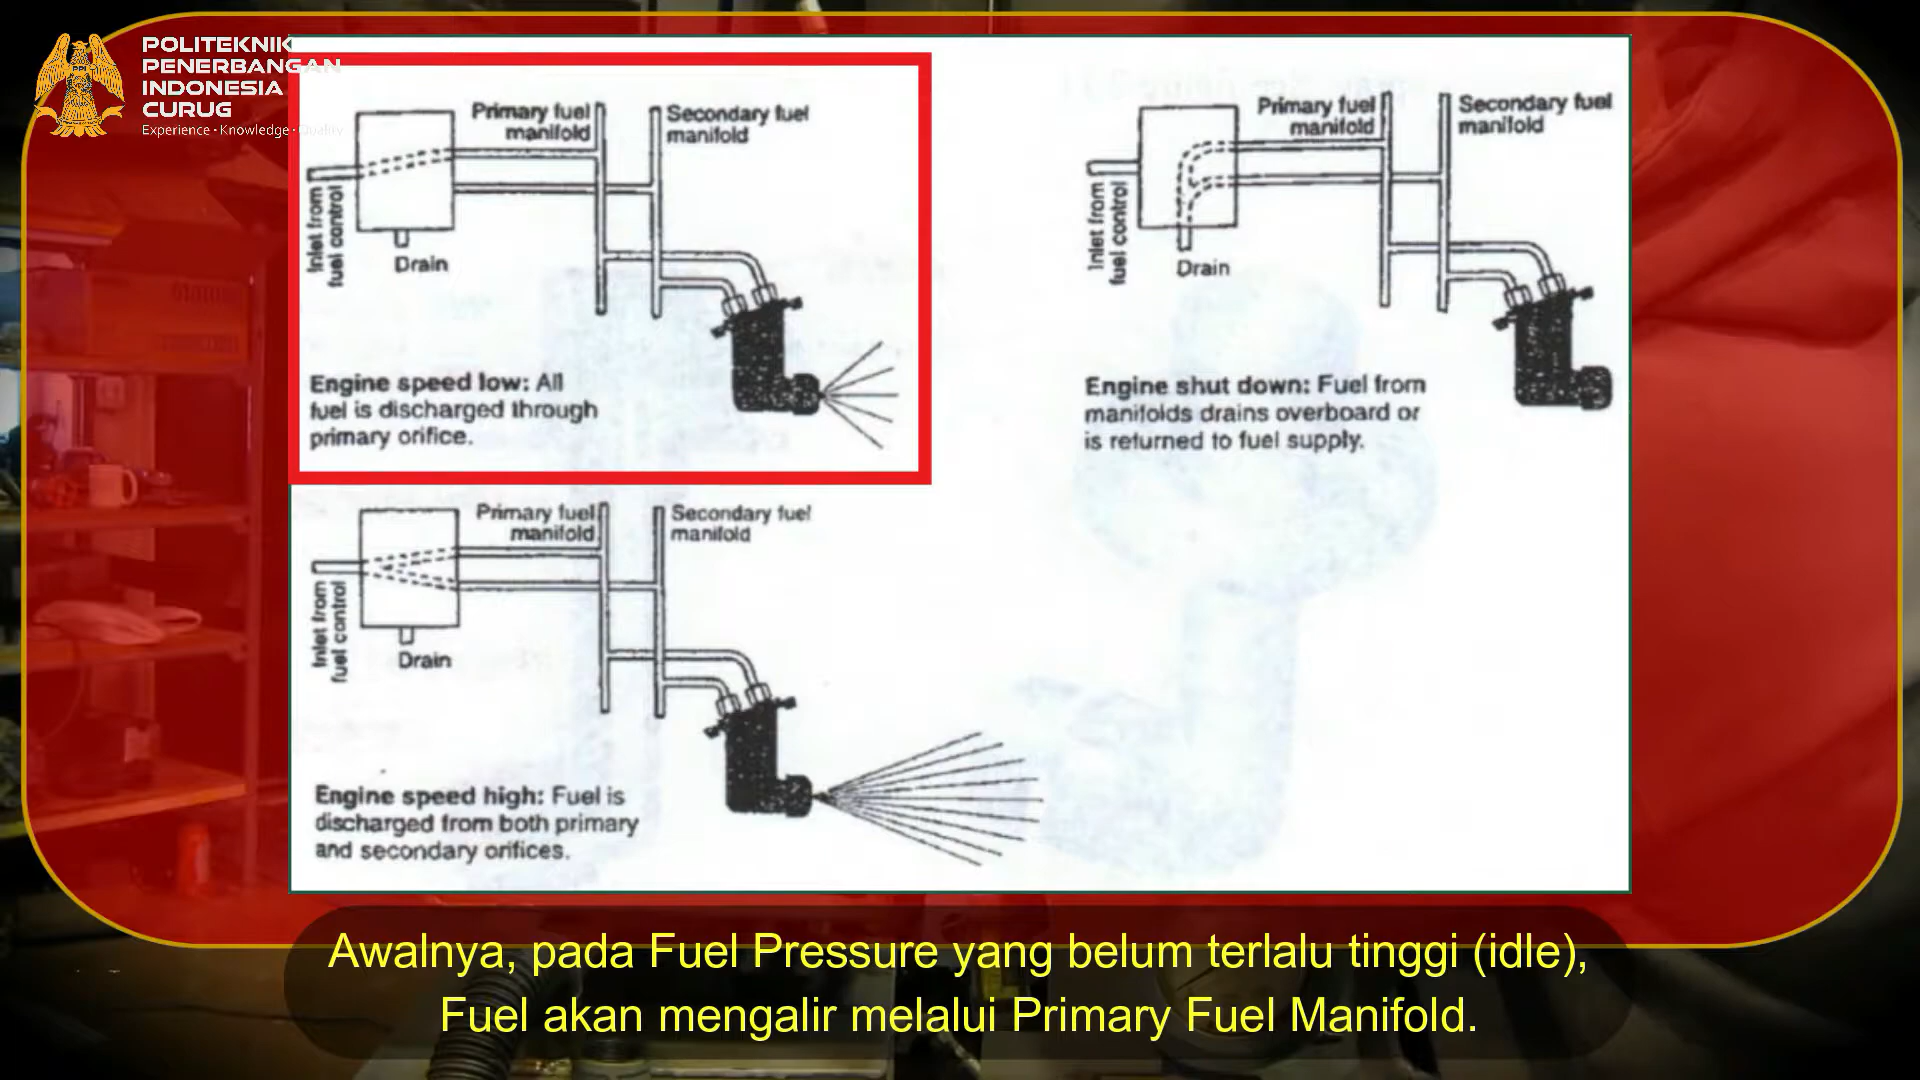 POLITEKNIK
PENERBANGAN
INDONESIA
CURUG
Experience · Knowledge · Quality
Primary fuel
manifold
Secondary fuel
manifold
Inlet from
fuel control
Drain
Engine speed low: All
fuel is discharged through
primary orifice.
Primary fuel
manifold
Secondary fuel
manifold
Inlet from
fuel control
Drain
Engine shut down: Fuel from
manifolds drains overboard or
is returned to fuel supply.
Primary fuel
manifold
Secondary fuel
manifold
Inlet from
fuel control
Drain
Engine speed high: Fuel is
discharged from both primary
and secondary orifices.
Awalnya, pada Fuel Pressure yang belum terlalu tinggi (idle),
Fuel akan mengalir melalui Primary Fuel Manifold.